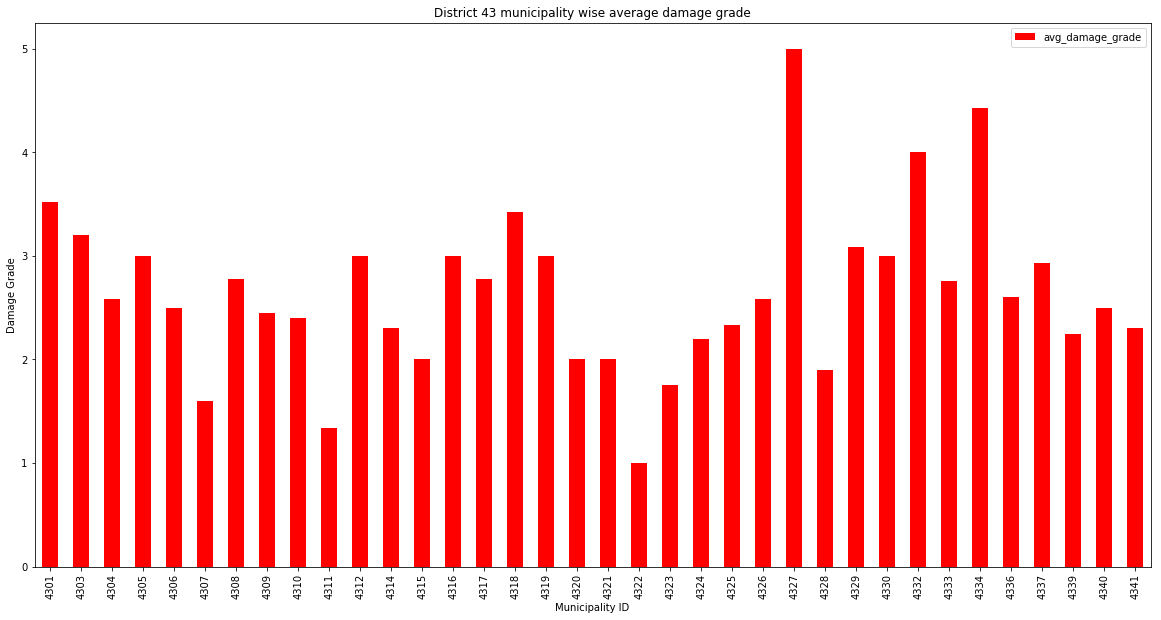 District 43 municipality wise average damage grade
avg_damage_grade
Damage Grade
5
4
3
2
1
0
4301 4303 4304 4305 4306 4307 4308 4309 4310 4311 4312 4314 4315 4316 4317 4318 4319 4320 4321 4322 4323 4324 4325 4326 4327 4328 4329 4330 4332 4333 4334 4336 4337 4339 4340 4341
Municipality ID